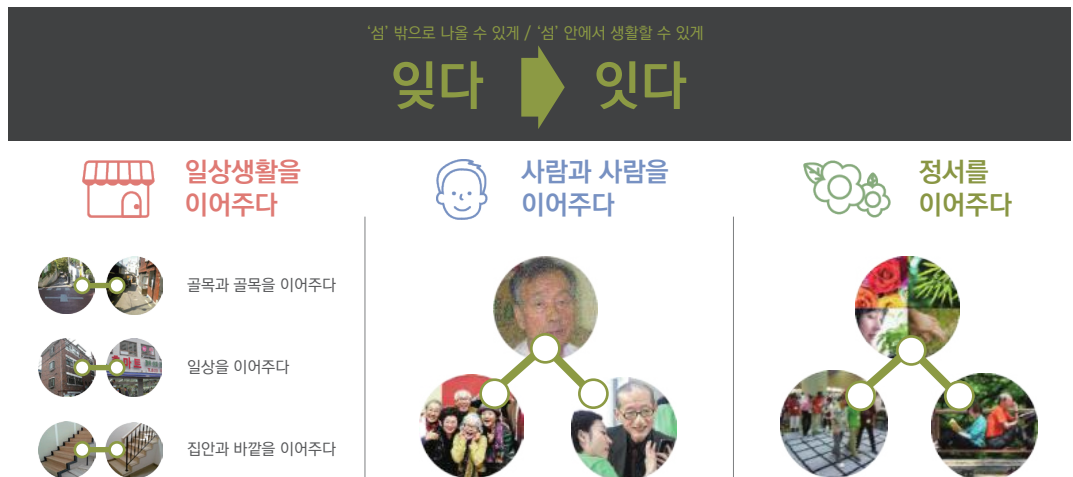 ‘섬’ 밖으로 나올 수 있게 / ‘섬’ 안에서 생활할 수 있게
잊다 잇다
일상생활을
이어주다
사람과 사람을
이어주다
정서를
이어주다
골목과 골목을 이어주다
일상을 이어주다
집안과 바깥을 이어주다